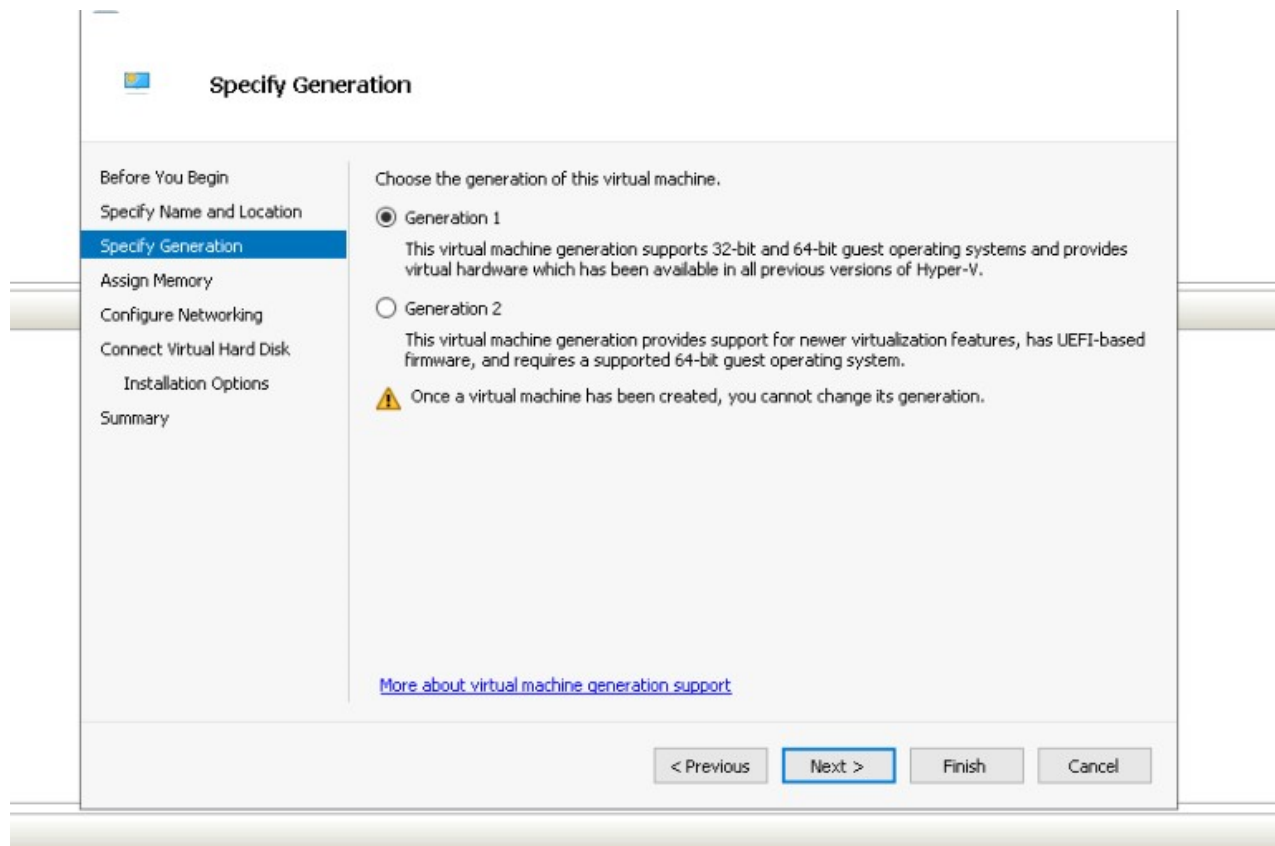 Specify Generation
Before You Begin
Specify Name and Location
Specify Generation
Assign Memory
Configure Networking
Connect Virtual Hard Disk
Installation Options
Summary
Choose the generation of this virtual machine.
Generation 1
This virtual machine generation supports 32-bit and 64-bit guest operating systems and provides
virtual hardware which has been available in all previous versions of Hyper-V.
Generation 2
This virtual machine generation provides support for newer virtualization features, has UEFI-based
firmware, and requires a supported 64-bit guest operating system.
Once a virtual machine has been created, you cannot change its generation.
More about virtual machine generation support
< Previous
Next >
Finish
Cancel